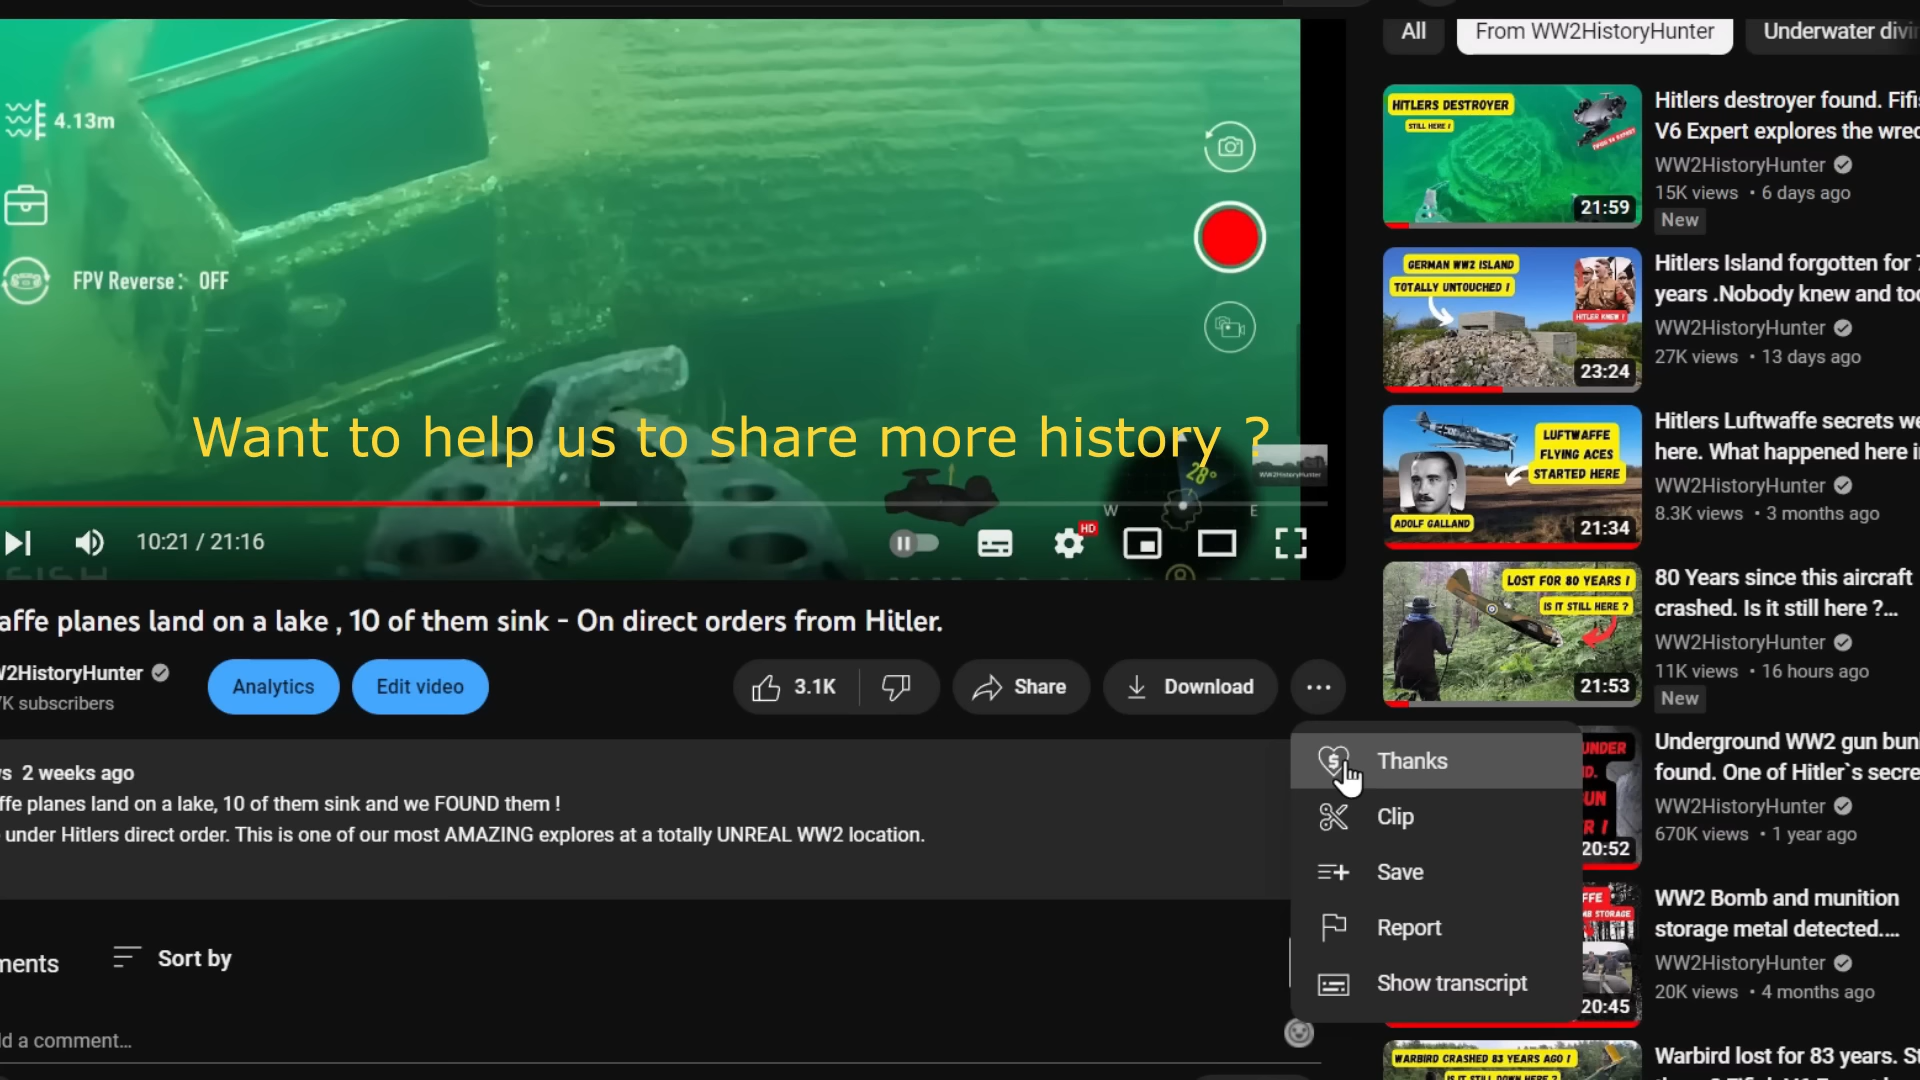 All
From WW2HistoryHunter
Underwater
4.13m
FPV Reverse: OFF
Want to help us to share more history ?
28°
W
E
WW2HistoryHunter
10:21 / 21:16
HD
planes land on a lake , 10 of them sink - On direct orders from Hitler.
subscribers
Analytics
Edit video
3.1K
Share
Download
2 weeks ago
planes land on a lake, 10 of them sink and we FOUND them !
under Hitlers direct order. This is one of our most AMAZING explores at a totally UNREAL WW2 location.
Sort by
a comment...
Thanks
Clip
Save
Report
Show transcript
HITLERS DESTROYER
STILL HERE !
21:59
Hitlers destroyer found.
V6 Expert explores the
WW2HistoryHunter
15K views • 6 days ago
New
GERMAN WW2 ISLAND
TOTALLY UNTOUCHED !
HITLER KNEW !
23:24
Hitlers Island forgotten for
years .Nobody knew and
WW2HistoryHunter
27K views • 13 days ago
LUFTWAFFE
FLYING ACES
STARTED HERE
ADOLF GALLAND
21:34
Hitlers Luftwaffe secrets
here. What happened here
WW2HistoryHunter
8.3K views • 3 months ago
LOST FOR 80 YEARS !
IS IT STILL HERE ?
21:53
80 Years since this aircraft
crashed. Is it still here ?...
WW2HistoryHunter
11K views • 16 hours ago
New
20:52
Underground WW2 gun
found. One of Hitler`s
WW2HistoryHunter
670K views • 1 year ago
STORAGE
20:45
WW2 Bomb and munition
storage metal detected....
WW2HistoryHunter
20K views • 4 months ago
WARBIRD CRASHED 83 YEARS AGO !
IS IT STILL DOWN HERE ?
Warbird lost for 83 years.